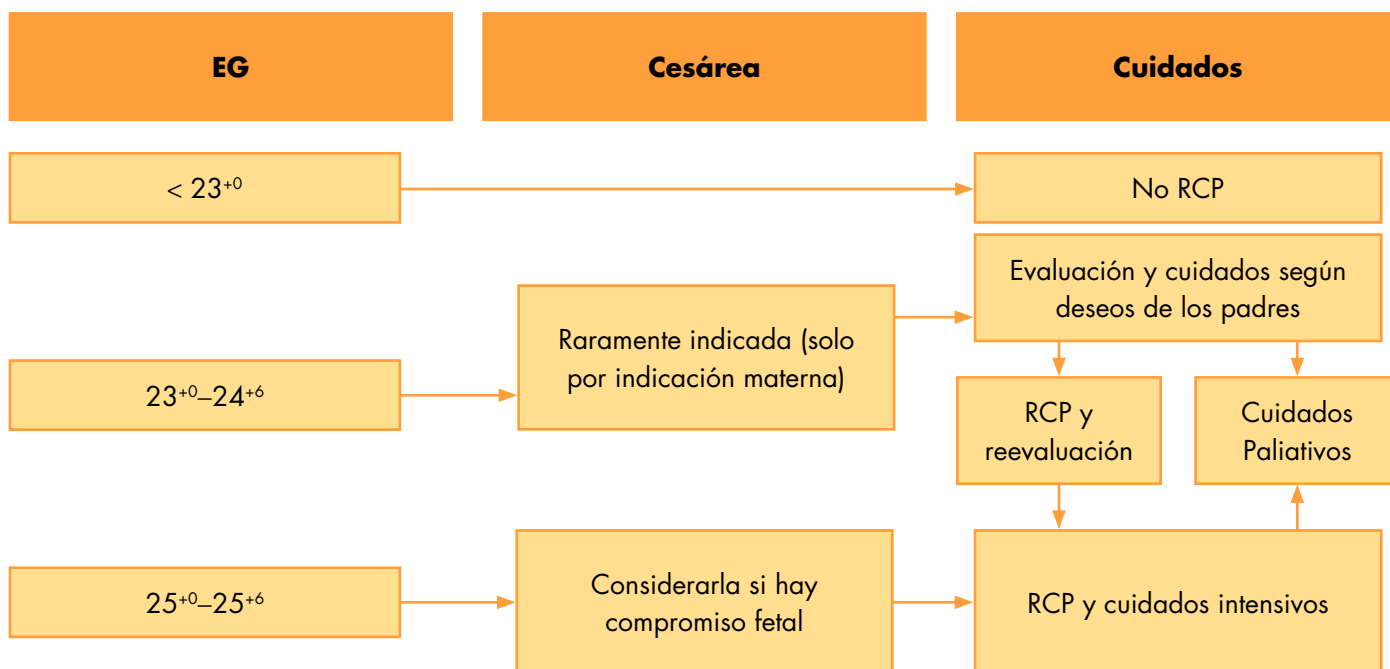 EG
Cesárea
Cuidados
< 23⁺⁰
No RCP
23⁺⁰–24⁺⁶
Raramente indicada (solo
por indicación materna)
Evaluación y cuidados según
deseos de los padres
RCP y
reevaluación
Cuidados
Paliativos
25⁺⁰–25⁺⁶
Considerarla si hay
compromiso fetal
RCP y cuidados intensivos